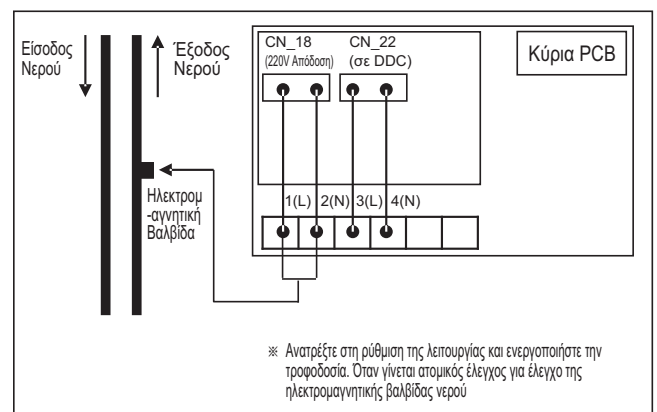 Είσοδος
Νερού
Έξοδος
Νερού
CN_18
(220V Απόδοση)
CN_22
(σε DDC)
Κύρια PCB
Ηλεκτρομ
-αγνητική
Βαλβίδα
1(L) 2(N) 3(L) 4(N)
※ Ανατρέξτε στη ρύθμιση της λειτουργίας και ενεργοποιήστε την
τροφοδοσία. Όταν γίνεται ατομικός έλεγχος για έλεγχο της
ηλεκτρομαγνητικής βαλβίδας νερού